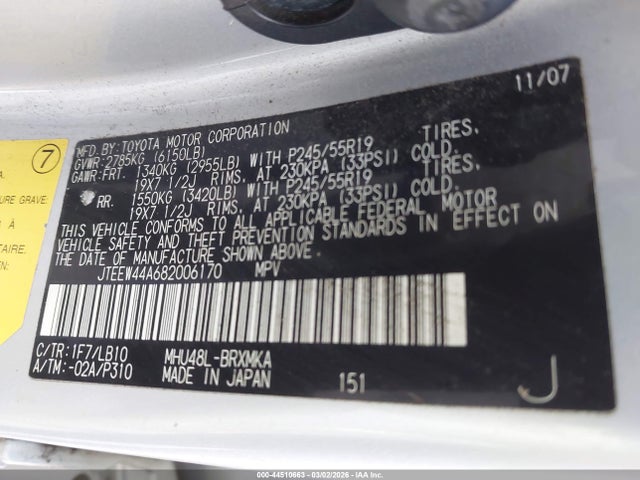 11/07
MFD.BY:TOYOTA MOTOR CORPORATION
GVWR:2785KG (6150LB)
GAWR:FRT. 1340KG (2955LB) WITH P245/55R19 TIRES.
19X7 1/2J RIMS, AT 230KPA (33PSI) COLD.
RR. 1550KG (3420LB) WITH P245/55R19 TIRES.
19X7 1/2J RIMS, AT 230KPA (33PSI) COLD.
THIS VEHICLE CONFORMS TO ALL APPLICABLE FEDERAL MOTOR
VEHICLE SAFETY AND THEFT PREVENTION STANDARDS IN EFFECT ON
THE DATE OF MANUFACTURE SHOWN ABOVE.
JTEEW44A682006170 MPV
C/TR:1F7/LB10 MHU48L-BRXMKA
A/TM:-02A/P310 MADE IN JAPAN 151 J
7
URE GRAVE:
À
TOIRE.
EN:
000-44510663 - 03/02/2026 - IAA Inc.